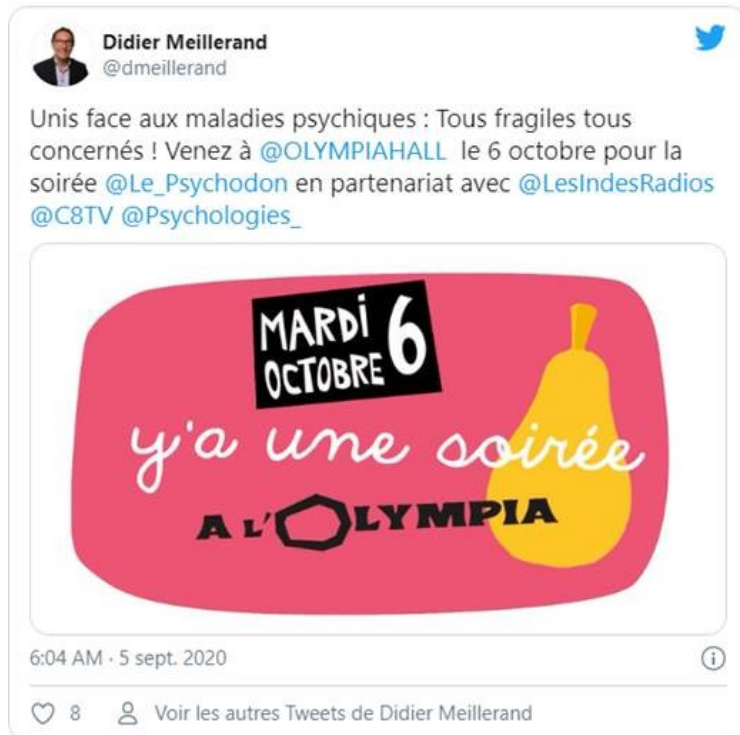 Didier Meillerand
@dmeillerand
Unis face aux maladies psychiques : Tous fragiles tous
concernés ! Venez à @OLYMPIAHALL le 6 octobre pour la
soirée @Le_Psychodon en partenariat avec @LesIndesRadios
@C8TV @Psychologies_
MARDI 6
OCTOBRE
y'a une soirée
A L'OLYMPIA
6:04 AM · 5 sept. 2020
8 Voir les autres Tweets de Didier Meillerand